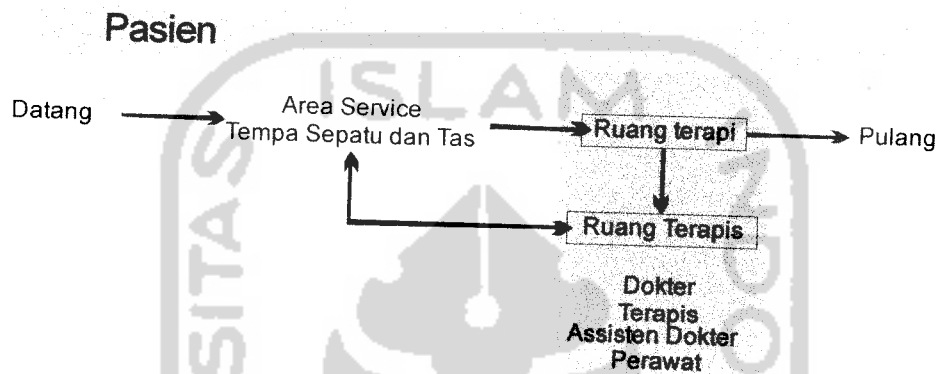 Pasien
Datang
Area Service
Tempa Sepatu dan Tas
Ruang terapi
Pulang
Ruang Terapis
Dokter
Terapis
Assisten Dokter
Perawat
ISLAM
SITAS